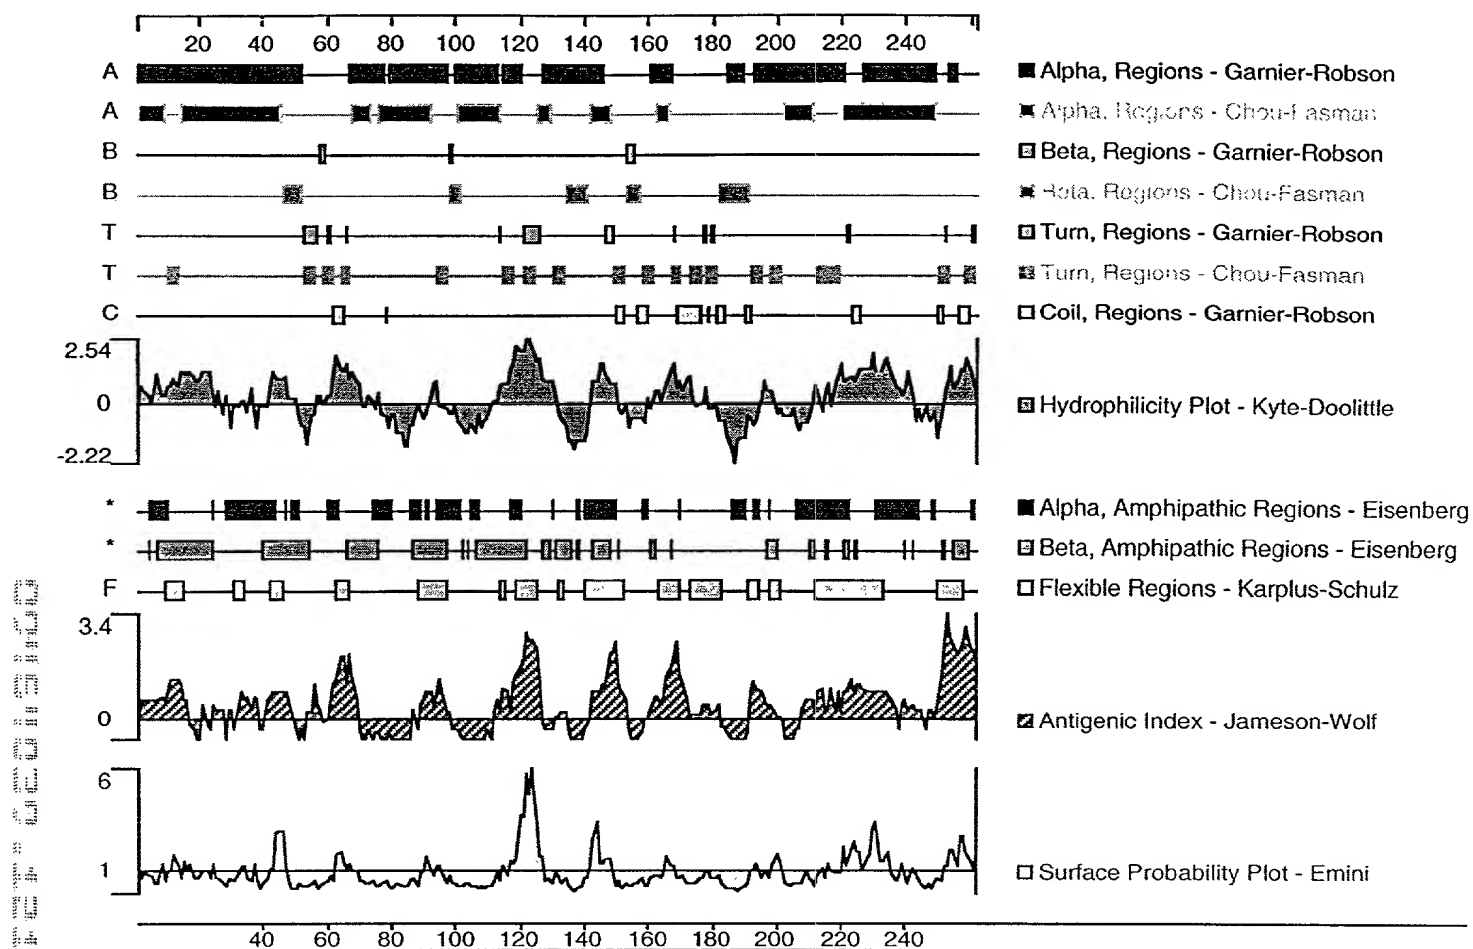 20 40 60 80 100 120 140 160 180 200 220 240
A Alpha, Regions - Garnier-Robson
A Alpha, Regions - Chou-Fasman
B Beta, Regions - Garnier-Robson
B Beta, Regions - Chou-Fasman
T Turn, Regions - Garnier-Robson
T Turn, Regions - Chou-Fasman
C Coil, Regions - Garnier-Robson
2.54
0 Hydrophilicity Plot - Kyte-Doolittle
-2.22
* Alpha, Amphipathic Regions - Eisenberg
* Beta, Amphipathic Regions - Eisenberg
F Flexible Regions - Karplus-Schulz
3.4
0 Antigenic Index - Jameson-Wolf
6
1 Surface Probability Plot - Emini
40 60 80 100 120 140 160 180 200 220 240